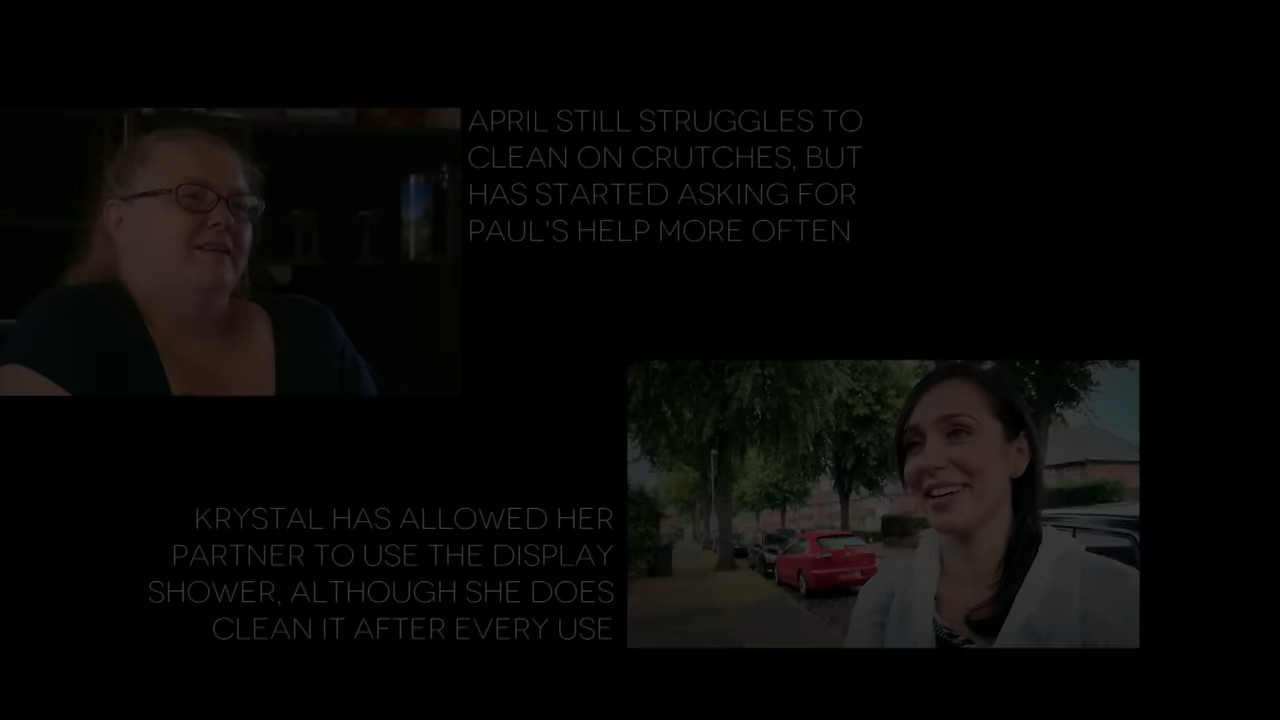 APRIL STILL STRUGGLES TO
CLEAN ON CRUTCHES, BUT
HAS STARTED ASKING FOR
PAUL'S HELP MORE OFTEN
KRYSTAL HAS ALLOWED HER
PARTNER TO USE THE DISPLAY
SHOWER, ALTHOUGH SHE DOES
CLEAN IT AFTER EVERY USE